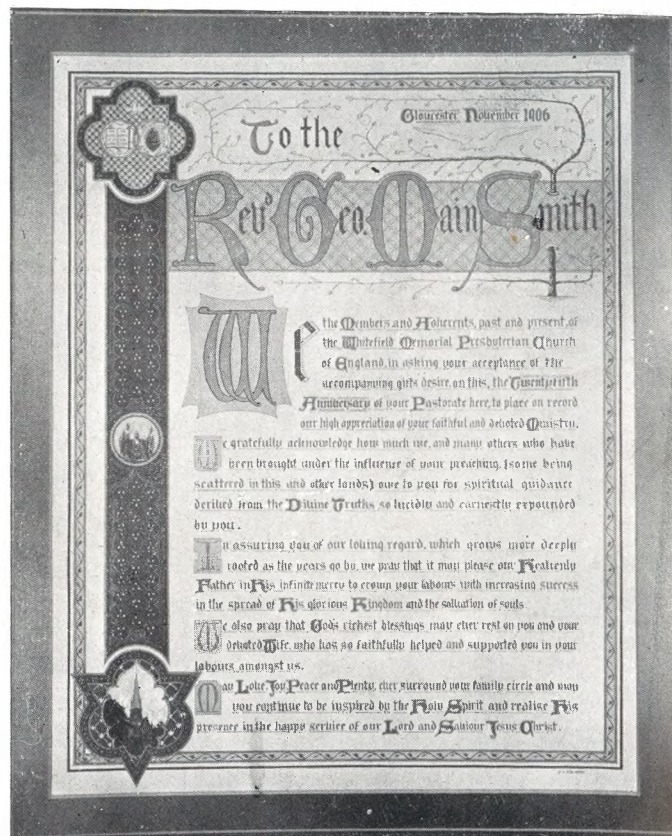 Gloucester November 1906
To the
Revd Geo. Main Smith
We the Members and Adherents, past and present, of
the Whitefield Memorial Presbyterian Church
of England, in asking your acceptance of the
accompanying gifts desire, on this, the Twentyfifth
Anniversary of your Pastorate here, to place on record
our high appreciation of your faithful and devoted Ministry.
We gratefully acknowledge how much we, and many others who have
been brought under the influence of your preaching, (some being
scattered in this and other lands) owe to you for spiritual guidance
derived from the Divine Truths so lucidly and earnestly expounded
by you.
In assuring you of our loving regard, which grows more deeply
rooted as the years go by, we pray that it may please our Heavenly
Father in His infinite mercy to crown your labours with increasing success
in the spread of His glorious Kingdom and the salvation of souls.
We also pray that Gods richest blessings may ever rest on you and your
devoted Wife, who has so faithfully helped and supported you in your
labours amongst us.
May Love, Joy, Peace and Plenty, ever surround your family circle and may
you continue to be inspired by the Holy Spirit and realise His
presence in the happy service of our Lord and Saviour Jesus Christ.